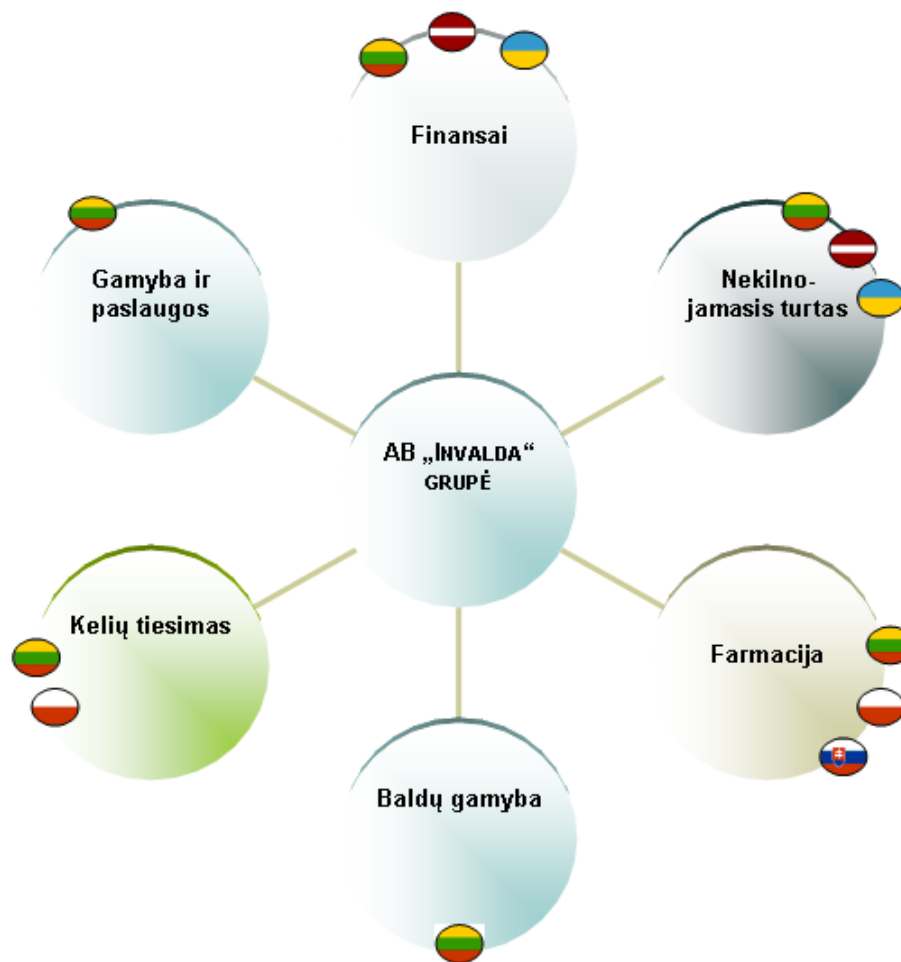 Finansai
Gamyba ir
paslaugos
Nekilno-
jamasis turtas
AB „INVALDA“
GRUPĖ
Kelių tiesimas
Farmacija
Baldų gamyba